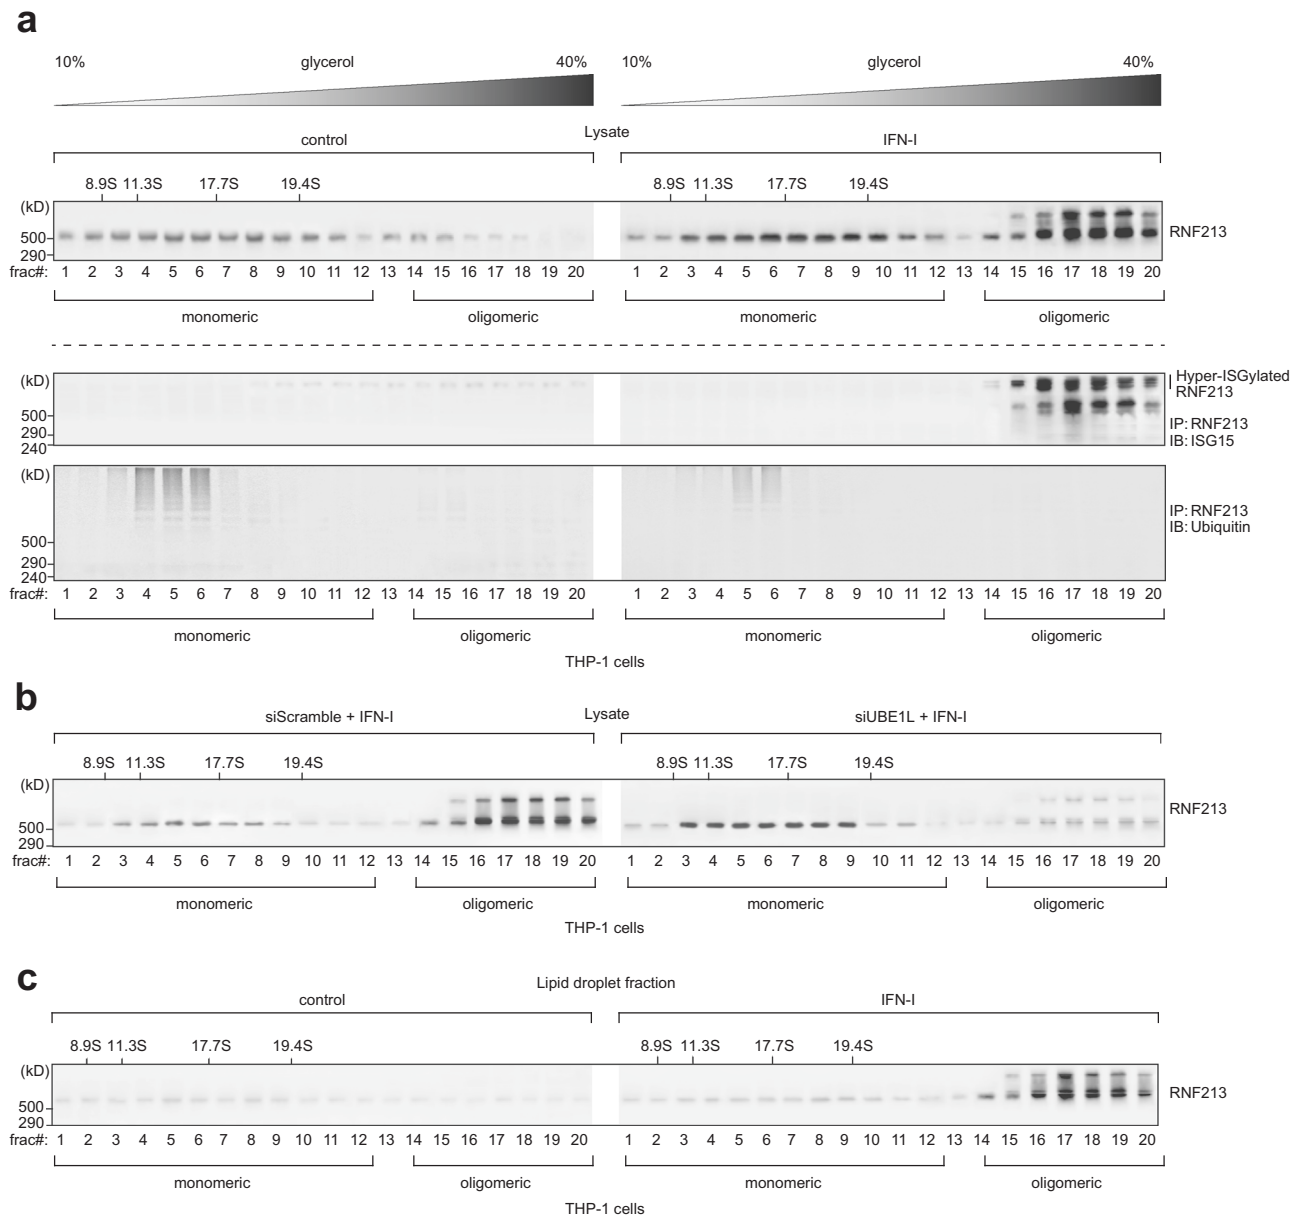 a
10% glycerol 40% 10% glycerol 40%
Lysate
control IFN-I
8.9S 11.3S 17.7S 19.4S 8.9S 11.3S 17.7S 19.4S
(kD)
500
290
RNF213
frac#: 1 2 3 4 5 6 7 8 9 10 11 12 13 14 15 16 17 18 19 20 1 2 3 4 5 6 7 8 9 10 11 12 13 14 15 16 17 18 19 20
monomeric oligomeric monomeric oligomeric
(kD)
500
290
240
Hyper-ISGylated
RNF213
IP: RNF213
IB: ISG15
(kD)
500
290
240
IP: RNF213
IB: Ubiquitin
frac#: 1 2 3 4 5 6 7 8 9 10 11 12 13 14 15 16 17 18 19 20 1 2 3 4 5 6 7 8 9 10 11 12 13 14 15 16 17 18 19 20
monomeric oligomeric monomeric oligomeric
THP-1 cells
b
siScramble + IFN-I Lysate siUBE1L + IFN-I
8.9S 11.3S 17.7S 19.4S 8.9S 11.3S 17.7S 19.4S
(kD)
500
290
RNF213
frac#: 1 2 3 4 5 6 7 8 9 10 11 12 13 14 15 16 17 18 19 20 1 2 3 4 5 6 7 8 9 10 11 12 13 14 15 16 17 18 19 20
monomeric oligomeric monomeric oligomeric
THP-1 cells
c
Lipid droplet fraction
control IFN-I
8.9S 11.3S 17.7S 19.4S 8.9S 11.3S 17.7S 19.4S
(kD)
500
290
RNF213
frac#: 1 2 3 4 5 6 7 8 9 10 11 12 13 14 15 16 17 18 19 20 1 2 3 4 5 6 7 8 9 10 11 12 13 14 15 16 17 18 19 20
monomeric oligomeric monomeric oligomeric
THP-1 cells